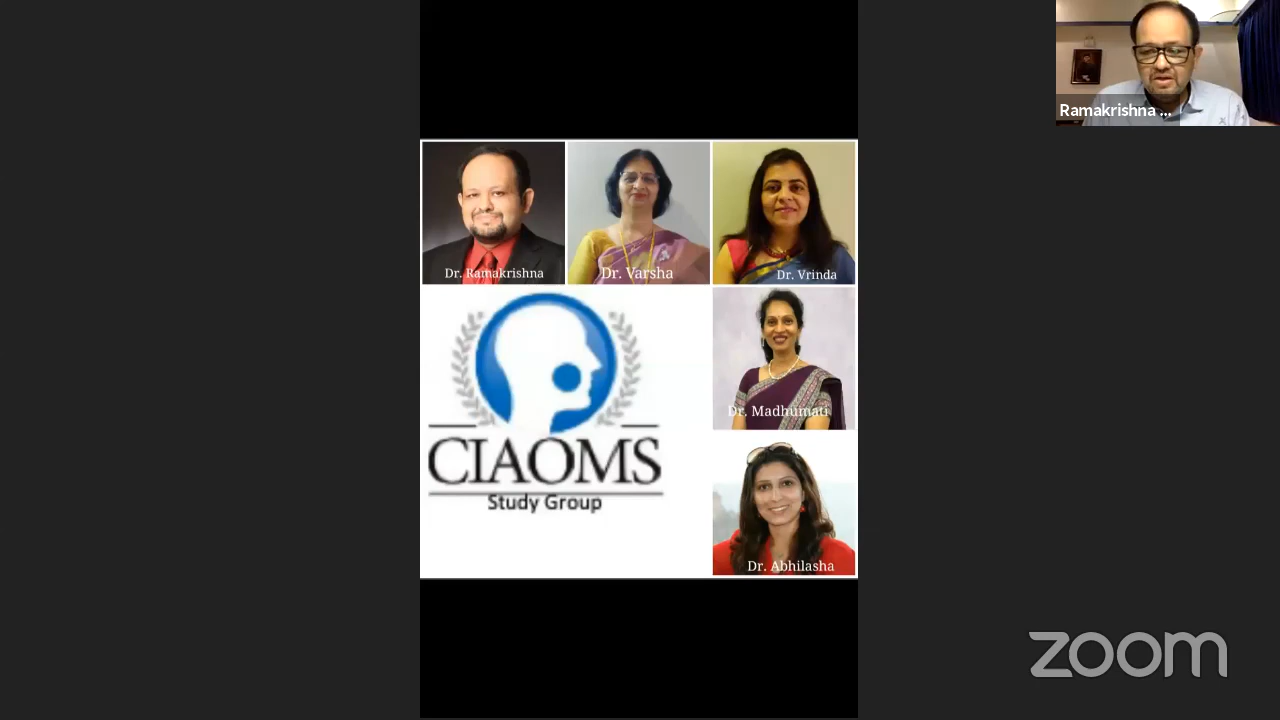 Ramakrishna ...
Dr. Ramakrishna
Dr. Varsha
Dr. Vrinda
Dr. Madhumati
CIAOMS
Study Group
Dr. Abhilasha
zoom